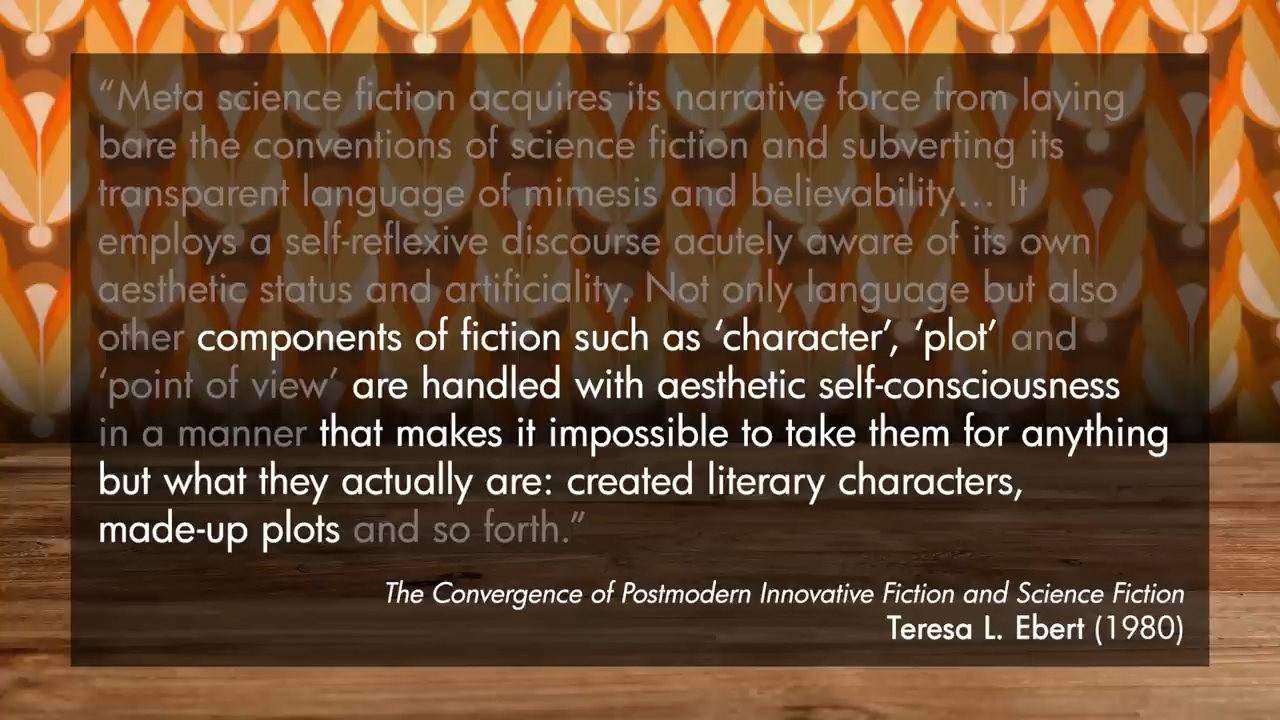 “Meta science fiction acquires its narrative force from laying
bare the conventions of science fiction and subverting its
transparent language of mimesis and believability… It
employs a self-reflexive discourse acutely aware of its own
aesthetic status and artificiality. Not only language but also
other components of fiction such as ‘character’, ‘plot’ and
‘point of view’ are handled with aesthetic self-consciousness
in a manner that makes it impossible to take them for anything
but what they actually are: created literary characters,
made-up plots and so forth.”
The Convergence of Postmodern Innovative Fiction and Science Fiction
Teresa L. Ebert (1980)